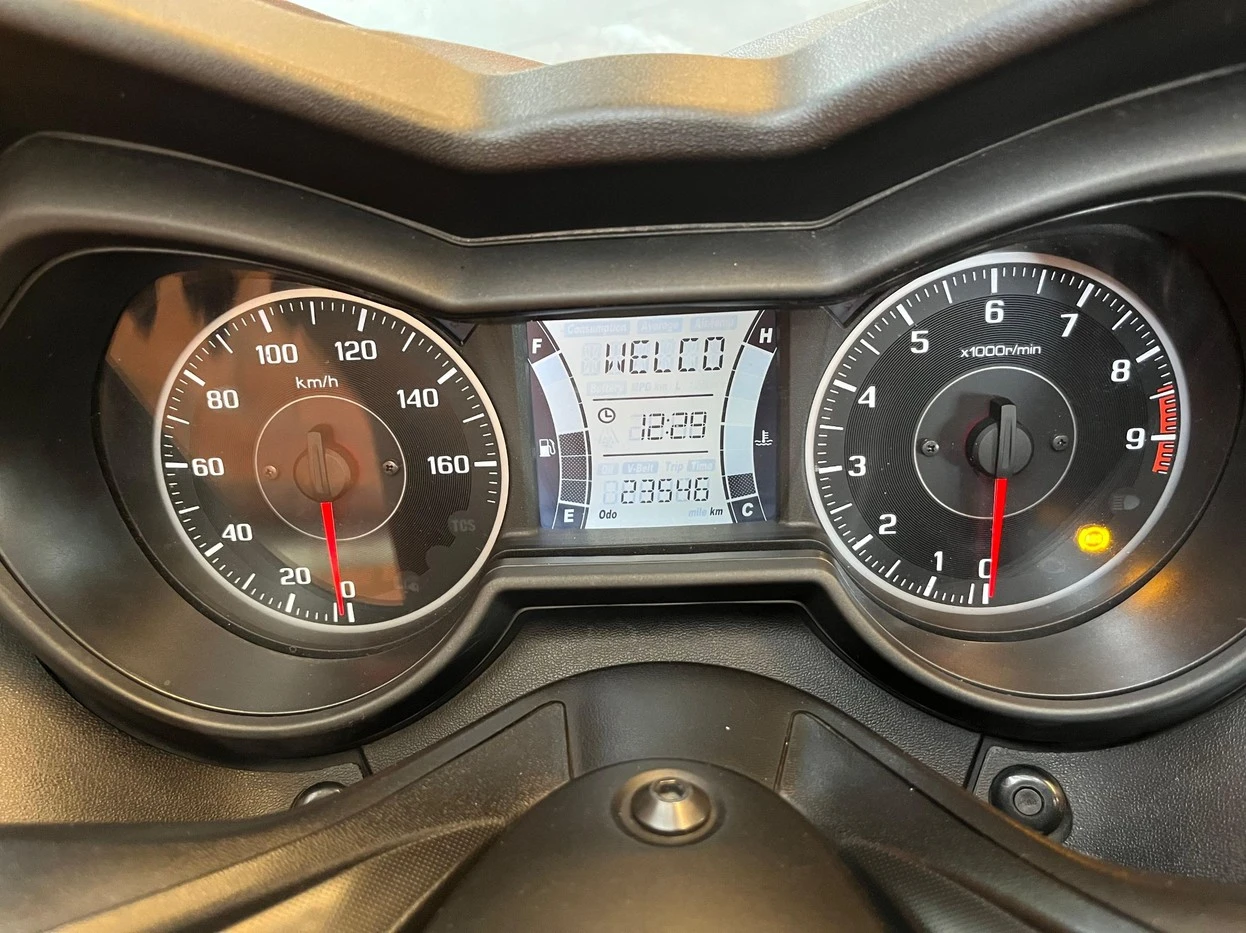 100
120
km/h
80
140
60
160
40
TCS
20
0
Consumption Average Ambient
F
H
WELCO
12:29
V-Belt Trip Time
23546
E
Odo
mile km
C
6
5
7
x1000r/min
4
8
3
9
2
1
0